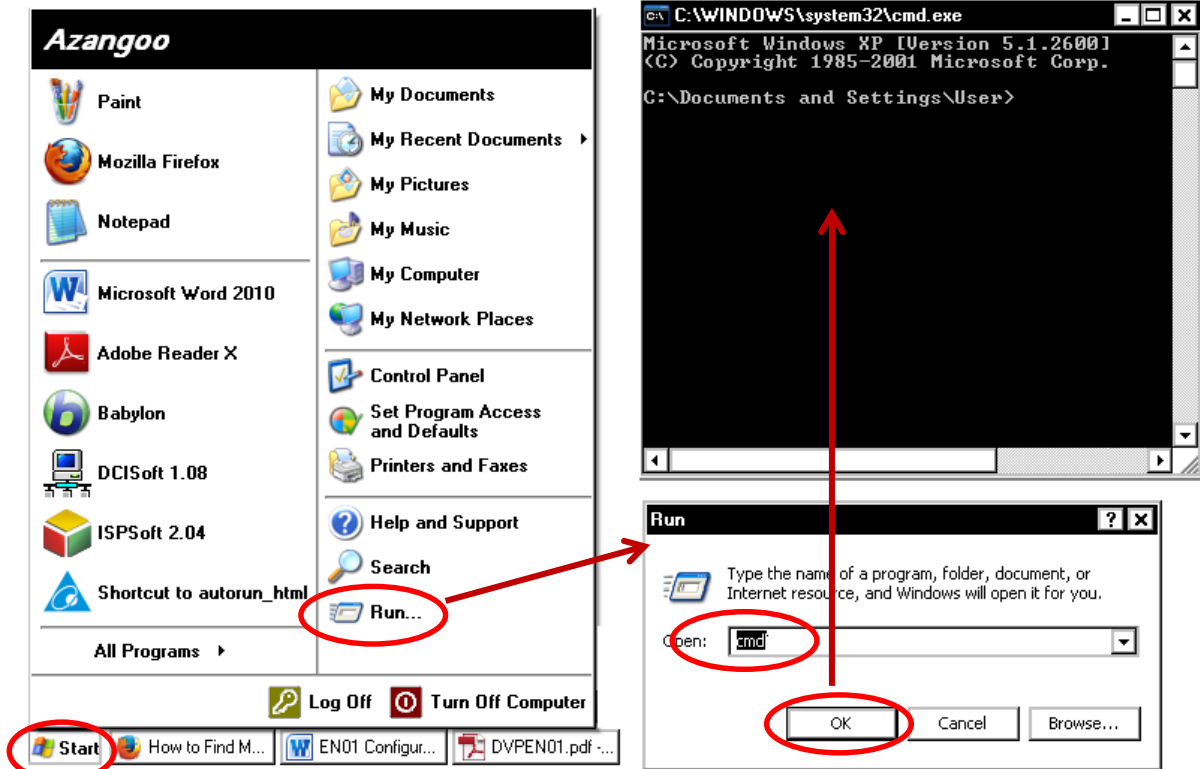 Azangoo
Paint
Mozilla Firefox
Notepad
Microsoft Word 2010
Adobe Reader X
Babylon
DCISoft 1.08
ISPSoft 2.04
Shortcut to autorun_html
All Programs
My Documents
My Recent Documents
My Pictures
My Music
My Computer
My Network Places
Control Panel
Set Program Access
and Defaults
Printers and Faxes
Help and Support
Search
Run...
Log Off
Turn Off Computer
Start
How to Find M...
EN01 Configur...
DVPEN01.pdf -...
C:\WINDOWS\system32\cmd.exe
Microsoft Windows XP [Version 5.1.2600]
(C) Copyright 1985-2001 Microsoft Corp.
C:\Documents and Settings\User>
Run
Type the name of a program, folder, document, or
Internet resource, and Windows will open it for you.
Open:
cmd
OK
Cancel
Browse...